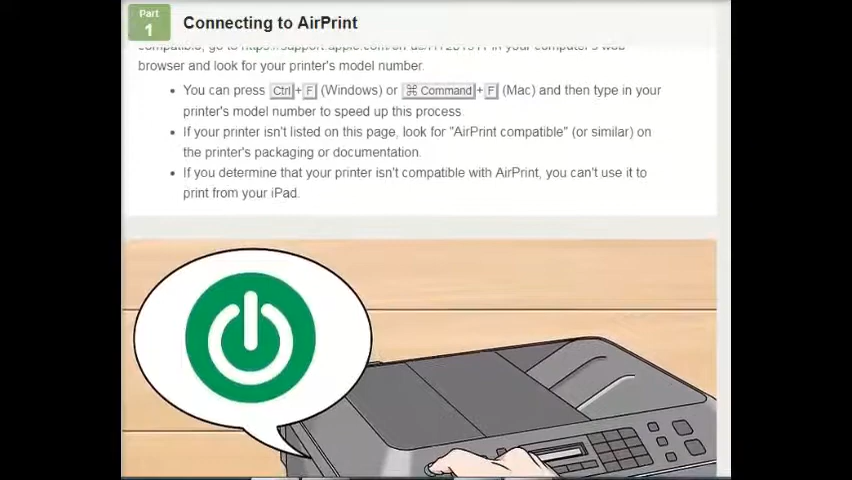 Part
1
Connecting to AirPrint
browser and look for your printer's model number.
You can press Ctrl+F (Windows) or ⌘ Command+F (Mac) and then type in your
printer's model number to speed up this process.
If your printer isn't listed on this page, look for "AirPrint compatible" (or similar) on
the printer's packaging or documentation.
If you determine that your printer isn't compatible with AirPrint, you can't use it to
print from your iPad.